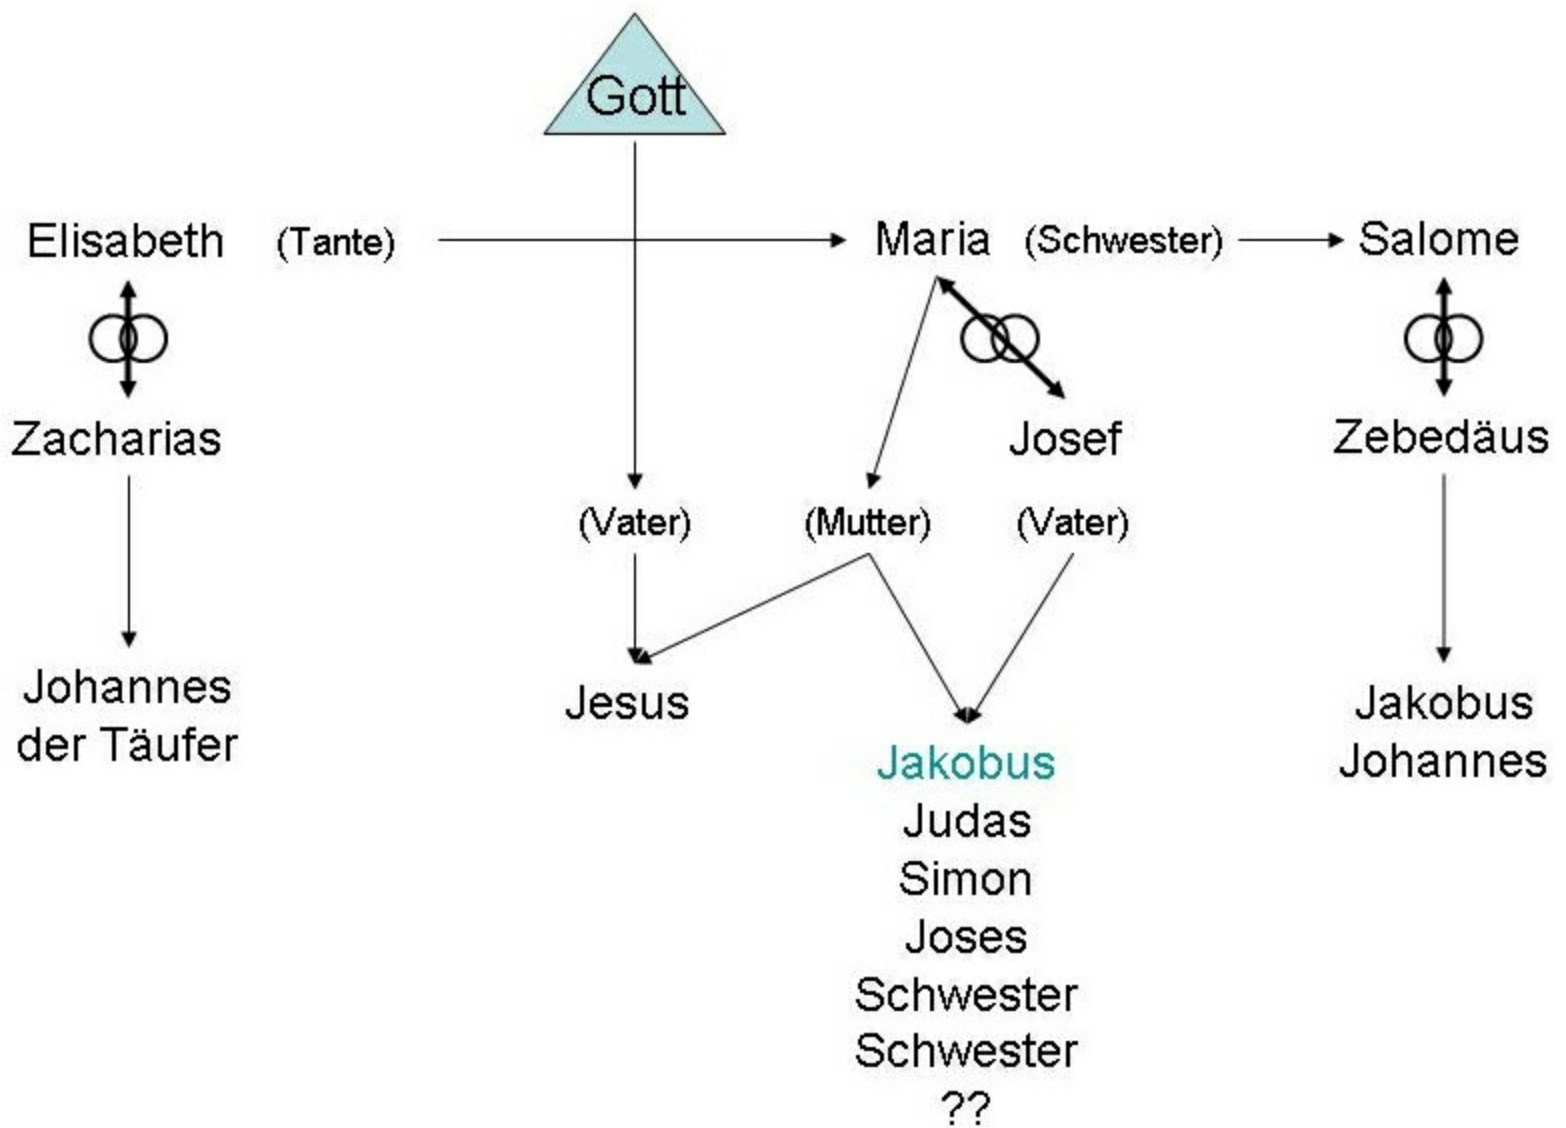 Gott
Elisabeth (Tante) Maria (Schwester) Salome
Zacharias Josef Zebedäus
(Vater) (Mutter) (Vater)
Johannes
der Täufer
Jesus
Jakobus
Johannes
Jakobus
Judas
Simon
Joses
Schwester
Schwester
??